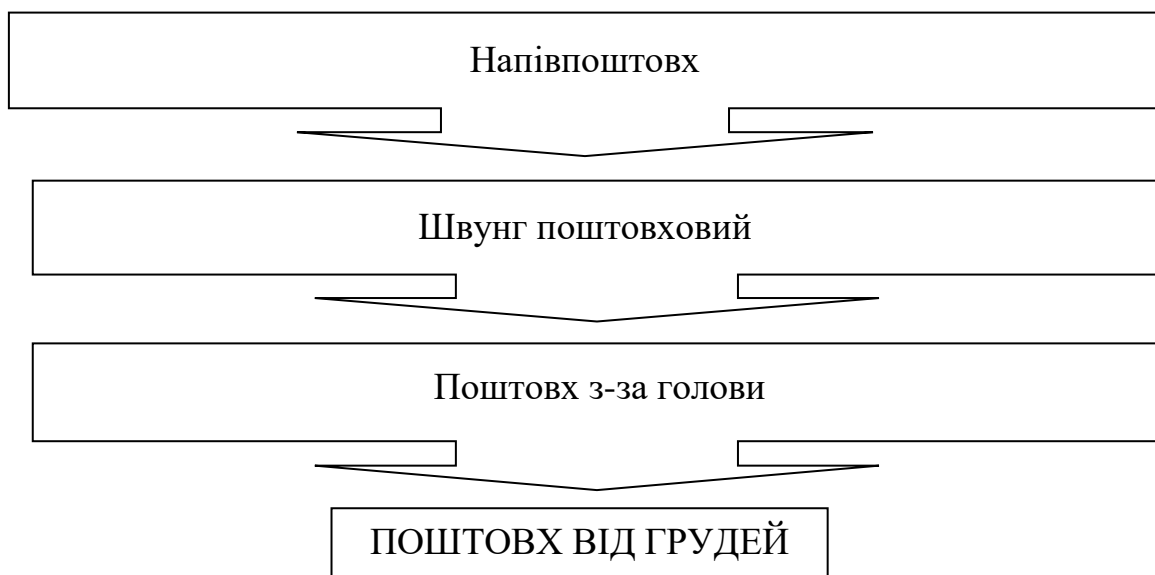 Напівпоштовх
Швунг поштовховий
Поштовх з-за голови
ПОШТОВХ ВІД ГРУДЕЙ